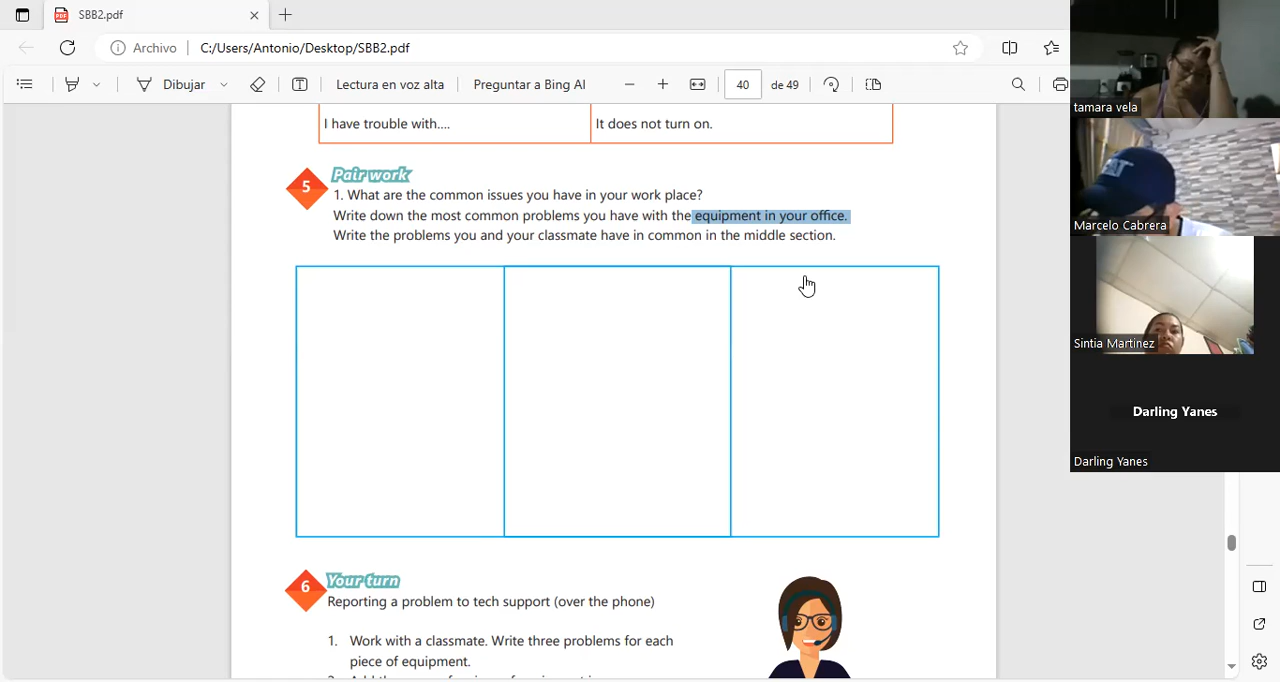 SBB2.pdf
Archivo
C:/Users/Antonio/Desktop/SBB2.pdf
Dibujar
Lectura en voz alta
Preguntar a Bing AI
40
de 49
I have trouble with....
It does not turn on.
5
Pair work
1. What are the common issues you have in your work place?
Write down the most common problems you have with the equipment in your office.
Write the problems you and your classmate have in common in the middle section.
6
Your turn
Reporting a problem to tech support (over the phone)
1. Work with a classmate. Write three problems for each
piece of equipment.
tamara vela
Marcelo Cabrera
Sintia Martinez
Darling Yanes
Darling Yanes